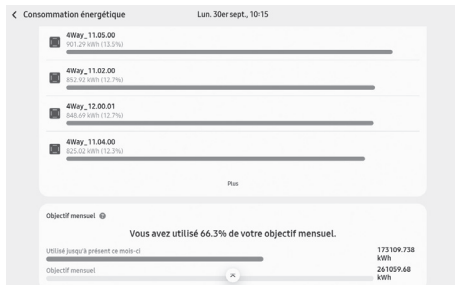 Consommation énergétique
Lun. 30er sept., 10:15
4Way_11.05.00
901.29 kWh (13.5%)
4Way_11.02.00
852.92 kWh (12.7%)
4Way_12.00.01
848.69 kWh (12.7%)
4Way_11.04.00
825.02 kWh (12.3%)
Plus
Objectif mensuel
Vous avez utilisé 66.3% de votre objectif mensuel.
Utilisé jusqu'à présent ce mois-ci
173109.738
kWh
Objectif mensuel
261059.68
kWh